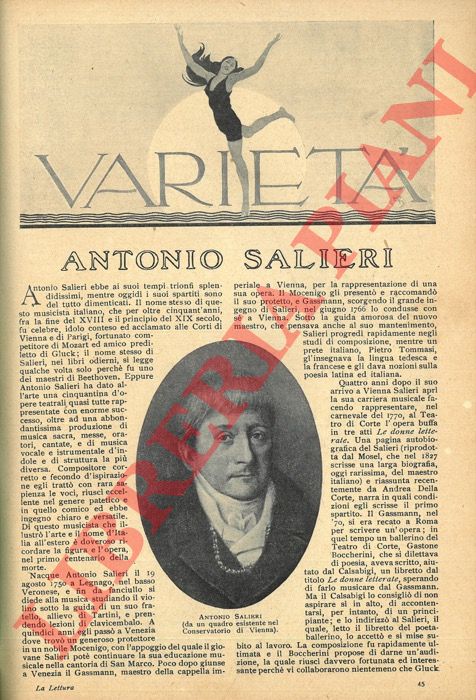 VARIETÀ
ANTONIO SALIERI
Antonio Salieri ebbe ai suoi tempi trionfi splen-
didissimi, mentre oggidì i suoi spartiti sono
del tutto dimenticati. Il nome stesso di que-
sto musicista italiano, che per oltre cinquant'anni,
fra la fine del XVIII e il principio del XIX secolo,
fu celebre, idolo conteso ed acclamato alle Corti di
Vienna e di Parigi, fortunato com-
petitore di Mozart ed amico predi-
letto di Gluck; il nome stesso di
Salieri, nei libri odierni, si legge
qualche volta solo perchè fu uno
dei maestri di Beethoven. Eppure
Antonio Salieri ha dato al-
l'arte una cinquantina d'o-
pere teatrali quasi tutte rap-
presentate con enorme suc-
cesso, oltre ad una abbon-
dantissima produzione di
musica sacra, messe, ora-
tori, cantate, e di musica
vocale e istrumentale d'in-
dole e di struttura la più
diversa. Compositore cor-
retto e fecondo d'ispirazio-
ne egli trattò con rara sa-
pienza le voci, riuscì eccel-
lente nel genere patetico e
in quello comico ed ebbe
ingegno chiaro e versatile.
Di questo musicista che il-
lustrò l'arte e il nome d'Ita-
lia all'estero è doveroso ri-
cordare la figura e l'opera,
nel primo centenario della
morte.
Nacque Antonio Salieri il 19
agosto 1750 a Legnago, nel basso
Veronese, e fin da fanciullo si
diede alla musica studiando il vio-
lino sotto la guida di un suo fra-
tello, allievo del Tartini, e pren-
dendo lezioni di clavicembalo. A
quindici anni egli passò a Venezia
dove trovò un generoso protettore
in un nobile Mocenigo, con l'appoggio del quale il gio-
vane Salieri potè continuare la sua educazione musi-
cale nella cantoria di San Marco. Poco dopo giunse
a Venezia il Gassmann, maestro della cappella im-
periale a Vienna, per la rappresentazione di una
sua opera. Il Mocenigo gli presentò e raccomandò
il suo protetto, e Gassmann, scorgendo il grande in-
gegno di Salieri, nel giugno 1766 lo condusse con
sè a Vienna. Sotto la guida amorosa del nuovo
maestro, che pensava anche al suo mantenimento,
Salieri progredì rapidamente negli
studi di composizione, mentre un
prete italiano, Pietro Tommasi,
gl'insegnava la lingua tedesca e
la francese e gli dava nozioni sulla
poesia latina ed italiana.
Quattro anni dopo il suo
arrivo a Vienna Salieri aprì
la sua carriera musicale fa-
cendo rappresentare, nel
carnevale del 1770, al Tea-
tro di Corte l'opera buffa
in tre atti Le donne lette-
rate. Una pagina autobio-
grafica del Salieri (riprodot-
ta dal Mosel, che nel 1827
scrisse una larga biografia,
oggi rarissima, del maestro
italiano) e riassunta recente-
mente da Andrea Della
Corte, narra in quali condi-
zioni egli scrisse il primo
spartito. Il Gassmann, nel
'70, si era recato a Roma
per scrivere un'opera; in
quel tempo un ballerino del
Teatro di Corte, Gastone
Boccherini, che si dilettava
di poesia, aveva scritto, aiu-
tato dal Calsabigi, un libretto dal
titolo Le donne letterate, sperando
di farlo musicare dal Gassmann.
Ma il Calsabigi lo consigliò di non
aspirare sì in alto, di accontentar-
si, per intanto, di un princi-
piante; e lo indirizzò al Salieri, il
quale, letto il libretto del poeta-
ballerino, lo accettò e si mise su-
bito al lavoro. La composizione fu rapidamente ul-
timata e il Boccherini propose di darne un'audi-
zione, la quale riuscì davvero fortunata ed interes-
sante perchè vi collaborarono nientemeno che Gluck
ANTONIO SALIERI
(da un quadro esistente nel
Conservatorio di Vienna).
La Lettura
45
LIBRERIA PIANI